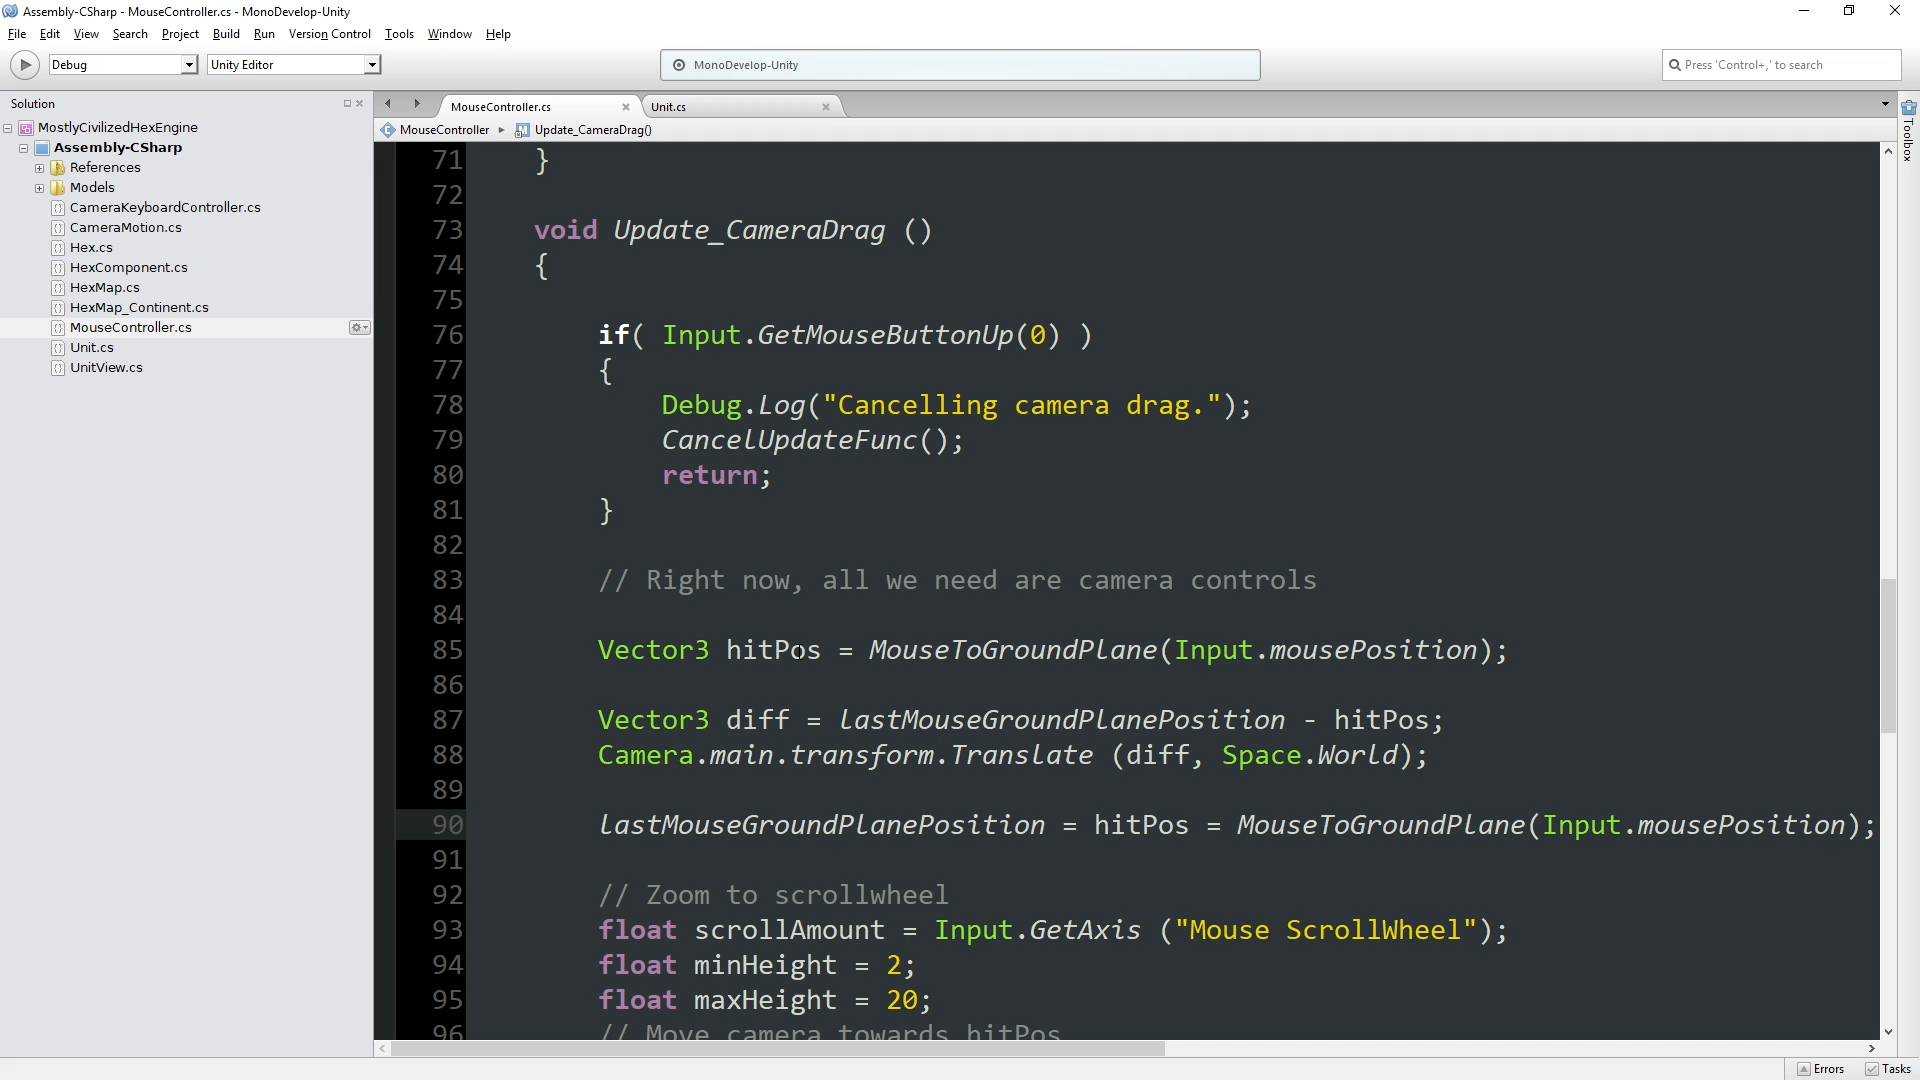 Assembly-CSharp - MouseController.cs - MonoDevelop-Unity
File Edit View Search Project Build Run Version Control Tools Window Help
Debug Unity Editor MonoDevelop-Unity Press 'Control+,' to search
Solution
MostlyCivilizedHexEngine
Assembly-CSharp
References
Models
CameraKeyboardController.cs
CameraMotion.cs
Hex.cs
HexComponent.cs
HexMap.cs
HexMap_Continent.cs
MouseController.cs
Unit.cs
UnitView.cs
MouseController.cs Unit.cs
MouseController Update_CameraDrag()
71 }
72
73 void Update_CameraDrag ()
74 {
75
76 if( Input.GetMouseButtonUp(0) )
77 {
78 Debug.Log("Cancelling camera drag.");
79 CancelUpdateFunc();
80 return;
81 }
82
83 // Right now, all we need are camera controls
84
85 Vector3 hitPos = MouseToGroundPlane(Input.mousePosition);
86
87 Vector3 diff = lastMouseGroundPlanePosition - hitPos;
88 Camera.main.transform.Translate (diff, Space.World);
89
90 lastMouseGroundPlanePosition = hitPos = MouseToGroundPlane(Input.mousePosition);
91
92 // Zoom to scrollwheel
93 float scrollAmount = Input.GetAxis ("Mouse ScrollWheel");
94 float minHeight = 2;
95 float maxHeight = 20;
96 // Move camera towards hitPos
Toolbox
Errors Tasks